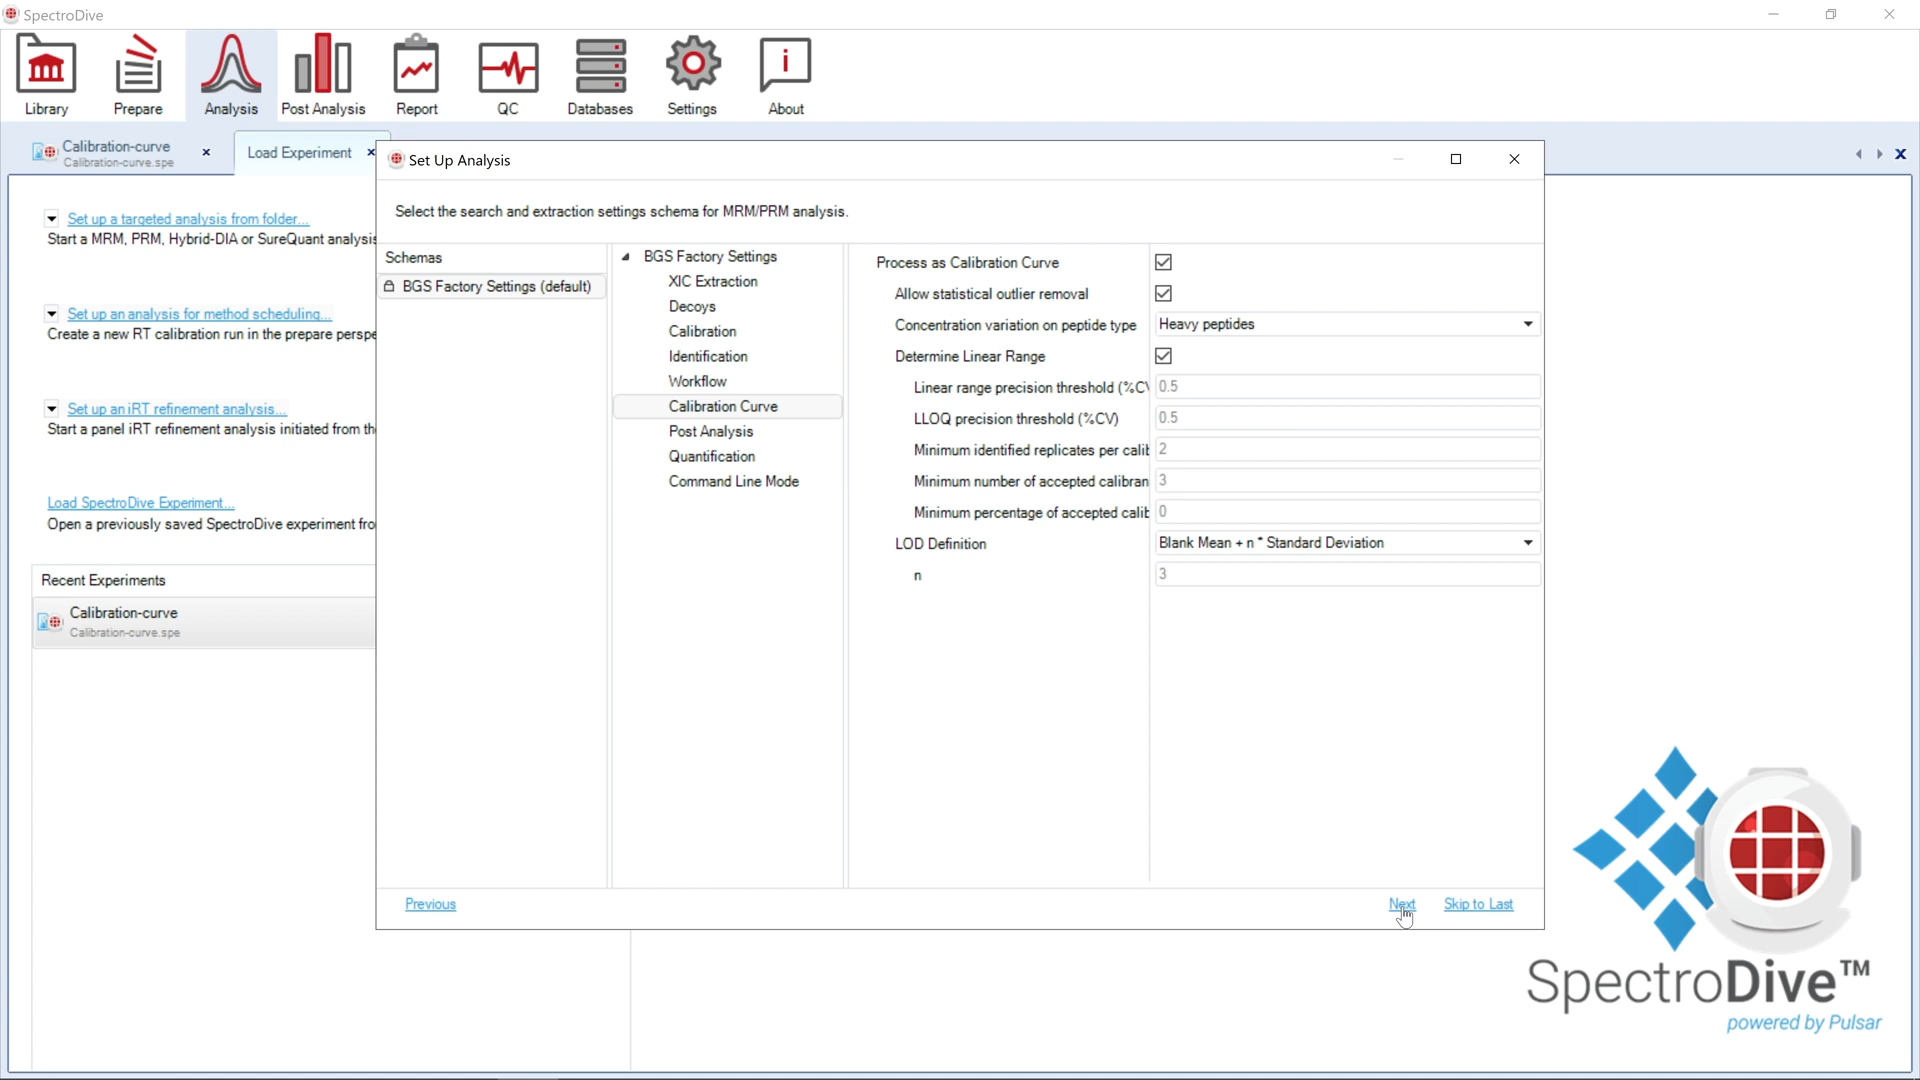 SpectroDive
Library
Prepare
Analysis
Post Analysis
Report
QC
Databases
Settings
About
Calibration-curve
Calibration-curve.spe
Load Experiment
Set up a targeted analysis from folder...
Start a MRM, PRM, Hybrid-DIA or SureQuant analysis
Set up an analysis for method scheduling...
Create a new RT calibration run in the prepare perspe
Set up an iRT refinement analysis...
Start a panel iRT refinement analysis initiated from th
Load SpectroDive Experiment...
Open a previously saved SpectroDive experiment fro
Recent Experiments
Calibration-curve
Calibration-curve.spe
Set Up Analysis
Select the search and extraction settings schema for MRM/PRM analysis.
Schemas
BGS Factory Settings (default)
BGS Factory Settings
XIC Extraction
Decoys
Calibration
Identification
Workflow
Calibration Curve
Post Analysis
Quantification
Command Line Mode
Process as Calibration Curve
Allow statistical outlier removal
Concentration variation on peptide type Heavy peptides
Determine Linear Range
Linear range precision threshold (%CV 0.5
LLOQ precision threshold (%CV) 0.5
Minimum identified replicates per calib 2
Minimum number of accepted calibran 3
Minimum percentage of accepted calib 0
LOD Definition Blank Mean + n * Standard Deviation
n 3
Previous
Next
Skip to Last
SpectroDive™
powered by Pulsar